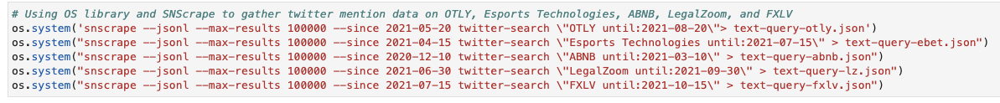 # Using OS library and SNScrape to gather twitter mention data on OTLY, Esports Technologies, ABNB, LegalZoom, and FXLV
os.system('snscrape --jsonl --max-results 100000 --since 2021-05-20 twitter-search \"OTLY until:2021-08-20\"> text-query-otly.json')
os.system("snscrape --jsonl --max-results 100000 --since 2021-04-15 twitter-search \"Esports Technologies until:2021-07-15\" > text-query-ebet.json")
os.system("snscrape --jsonl --max-results 100000 --since 2020-12-10 twitter-search \"ABNB until:2021-03-10\" > text-query-abnb.json")
os.system("snscrape --jsonl --max-results 100000 --since 2021-06-30 twitter-search \"LegalZoom until:2021-09-30\" > text-query-lz.json")
os.system("snscrape --jsonl --max-results 100000 --since 2021-07-15 twitter-search \"FXLV until:2021-10-15\" > text-query-fxlv.json")